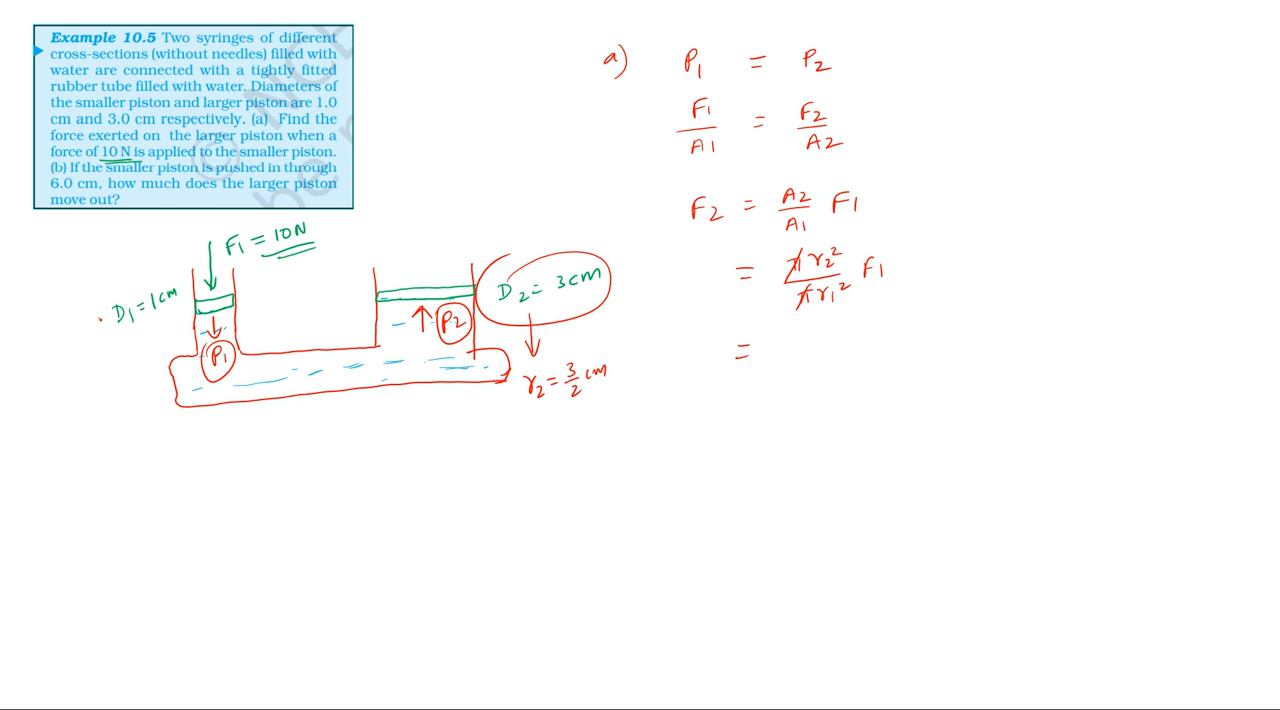 Example 10.5 Two syringes of different
cross-sections (without needles) filled with
water are connected with a tightly fitted
rubber tube filled with water. Diameters of
the smaller piston and larger piston are 1.0
cm and 3.0 cm respectively. (a) Find the
force exerted on the larger piston when a
force of 10 N is applied to the smaller piston.
(b) If the smaller piston is pushed in through
6.0 cm, how much does the larger piston
move out?
a) P1 = P2
F1/A1 = F2/A2
F2 = A2/A1 F1
= πr2²/πr1² F1
=
F1 = 10N
D1 = 1cm
D2 = 3cm
P2
P1
r2 = 3/2 cm